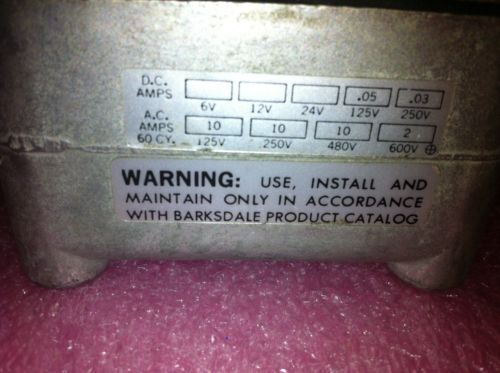 D.C.
AMPS .05 .03
6V 12V 24V 125V 250V
A.C.
AMPS 10 10 10 2
60 CY. 125V 250V 480V 600V ⊕
WARNING: USE, INSTALL AND
MAINTAIN ONLY IN ACCORDANCE
WITH BARKSDALE PRODUCT CATALOG